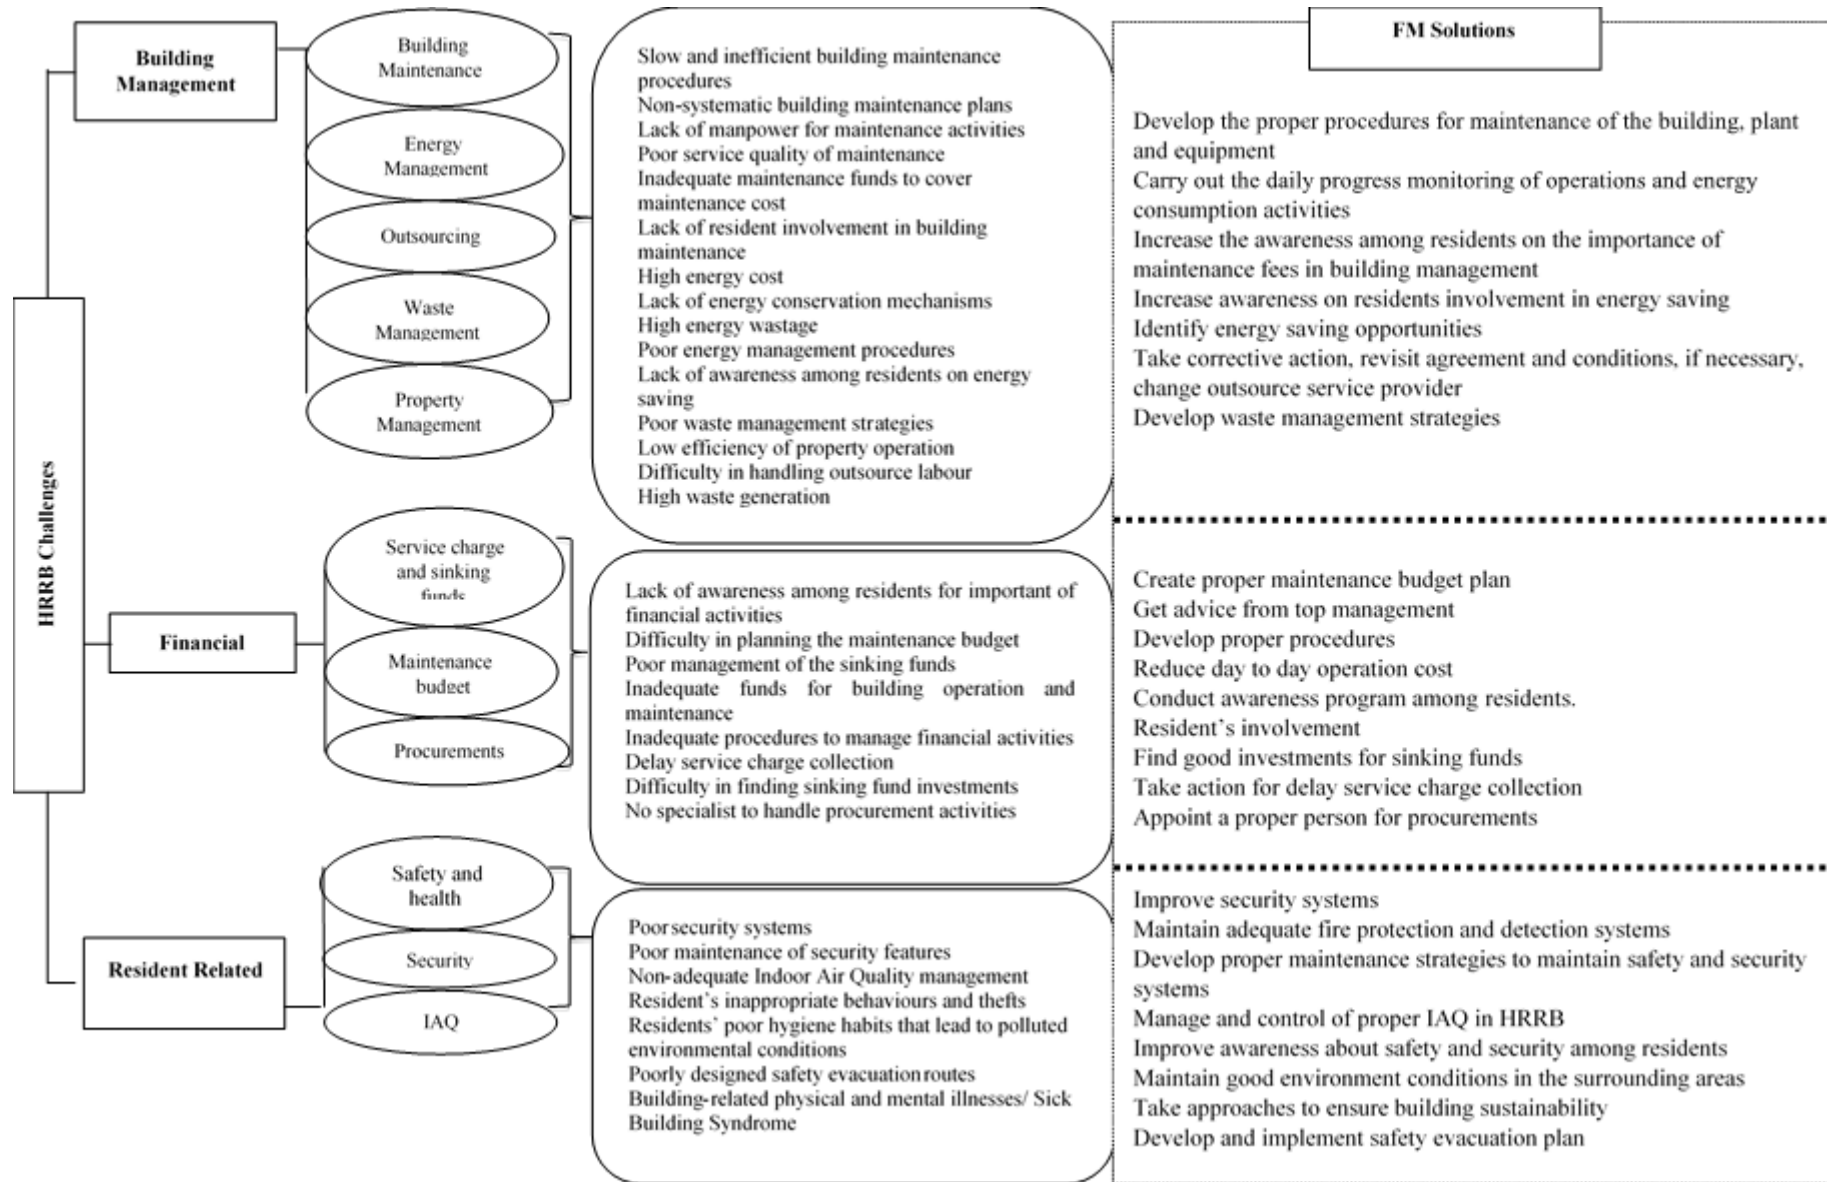 Building
Management
Building
Maintenance
Energy
Management
Outsourcing
Waste
Management
Property
Management
Slow and inefficient building maintenance
procedures
Non-systematic building maintenance plans
Lack of manpower for maintenance activities
Poor service quality of maintenance
Inadequate maintenance funds to cover
maintenance cost
Lack of resident involvement in building
maintenance
High energy cost
Lack of energy conservation mechanisms
High energy wastage
Poor energy management procedures
Lack of awareness among residents on energy
saving
Poor waste management strategies
Low efficiency of property operation
Difficulty in handling outsource labour
High waste generation
FM Solutions
Develop the proper procedures for maintenance of the building, plant
and equipment
Carry out the daily progress monitoring of operations and energy
consumption activities
Increase the awareness among residents on the importance of
maintenance fees in building management
Increase awareness on residents involvement in energy saving
Identify energy saving opportunities
Take corrective action, revisit agreement and conditions, if necessary,
change outsource service provider
Develop waste management strategies
HRRB Challenges
Financial
Service charge
and sinking
funds
Maintenance
budget
Procurements
Lack of awareness among residents for important of
financial activities
Difficulty in planning the maintenance budget
Poor management of the sinking funds
Inadequate funds for building operation and
maintenance
Inadequate procedures to manage financial activities
Delay service charge collection
Difficulty in finding sinking fund investments
No specialist to handle procurement activities
Create proper maintenance budget plan
Get advice from top management
Develop proper procedures
Reduce day to day operation cost
Conduct awareness program among residents.
Resident's involvement
Find good investments for sinking funds
Take action for delay service charge collection
Appoint a proper person for procurements
Resident Related
Safety and
health
Security
IAQ
Poor security systems
Poor maintenance of security features
Non-adequate Indoor Air Quality management
Resident's inappropriate behaviours and thefts
Residents' poor hygiene habits that lead to polluted
environmental conditions
Poorly designed safety evacuation routes
Building-related physical and mental illnesses/ Sick
Building Syndrome
Improve security systems
Maintain adequate fire protection and detection systems
Develop proper maintenance strategies to maintain safety and security
systems
Manage and control of proper IAQ in HRRB
Improve awareness about safety and security among residents
Maintain good environment conditions in the surrounding areas
Take approaches to ensure building sustainability
Develop and implement safety evacuation plan